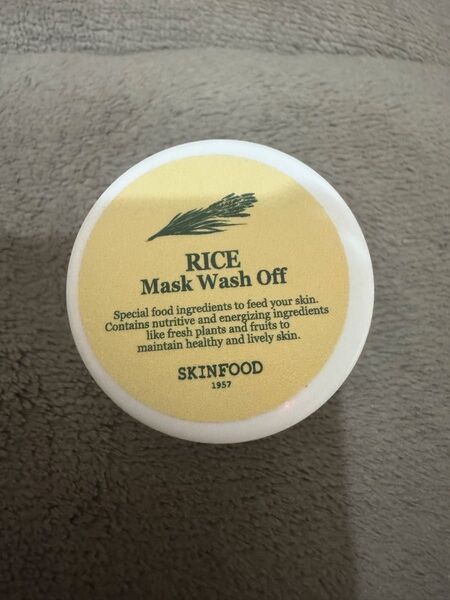 RICE
Mask Wash Off
Special food ingredients to feed your skin.
Contains nutritive and energizing ingredients
like fresh plants and fruits to
maintain healthy and lively skin.
SKINFOOD
1957